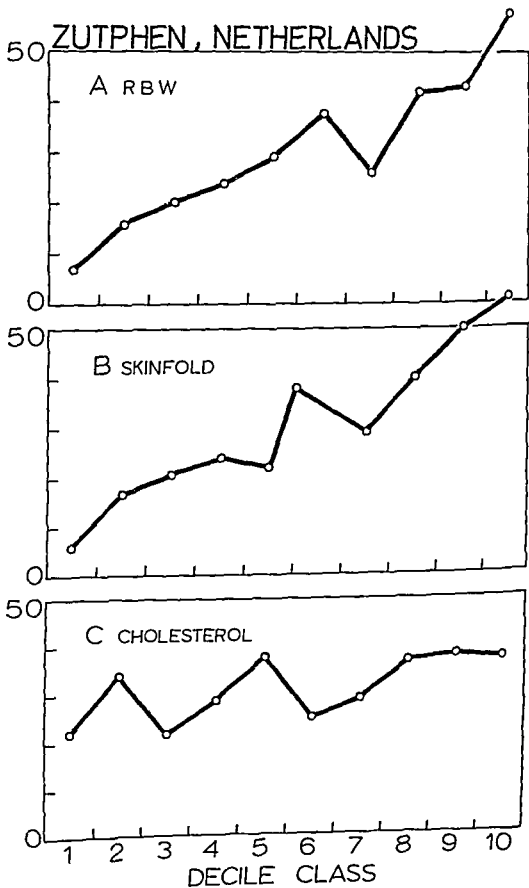 ZUTPHEN, NETHERLANDS
50
A RBW
0
50
B SKINFOLD
0
50
C CHOLESTEROL
0
1 2 3 4 5 6 7 8 9 10
DECILE CLASS